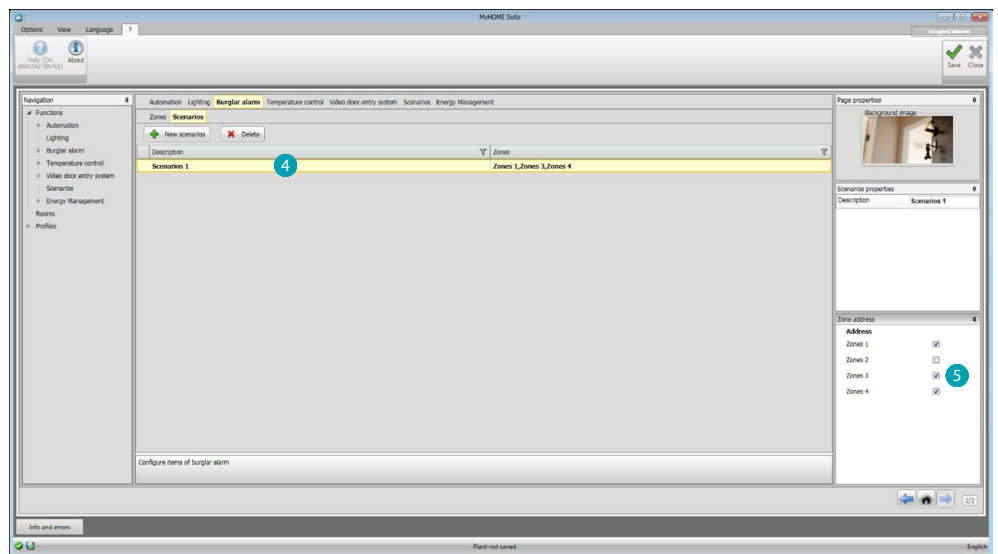 MyHOME Suite
Options View Language ?
Help (On
selected device)
About
Save Close
Navigation
Functions
Automation
Lighting
Burglar alarm
Temperature control
Video door entry system
Scenarios
Energy Management
Rooms
Profiles
Automation Lighting Burglar alarm Temperature control Video door entry system Scenarios Energy Management
Zones Scenarios
New scenarios Delete
Description Zones
Scenarios 1 Zones 1,Zones 3,Zones 4
4
Configure items of burglar alarm
Page properties
Background image
Scenarios properties
Description Scenarios 1
Zone address
Address
Zones 1
Zones 2
Zones 3
5
Zones 4
2/2
Info and errors
Plant not saved
English